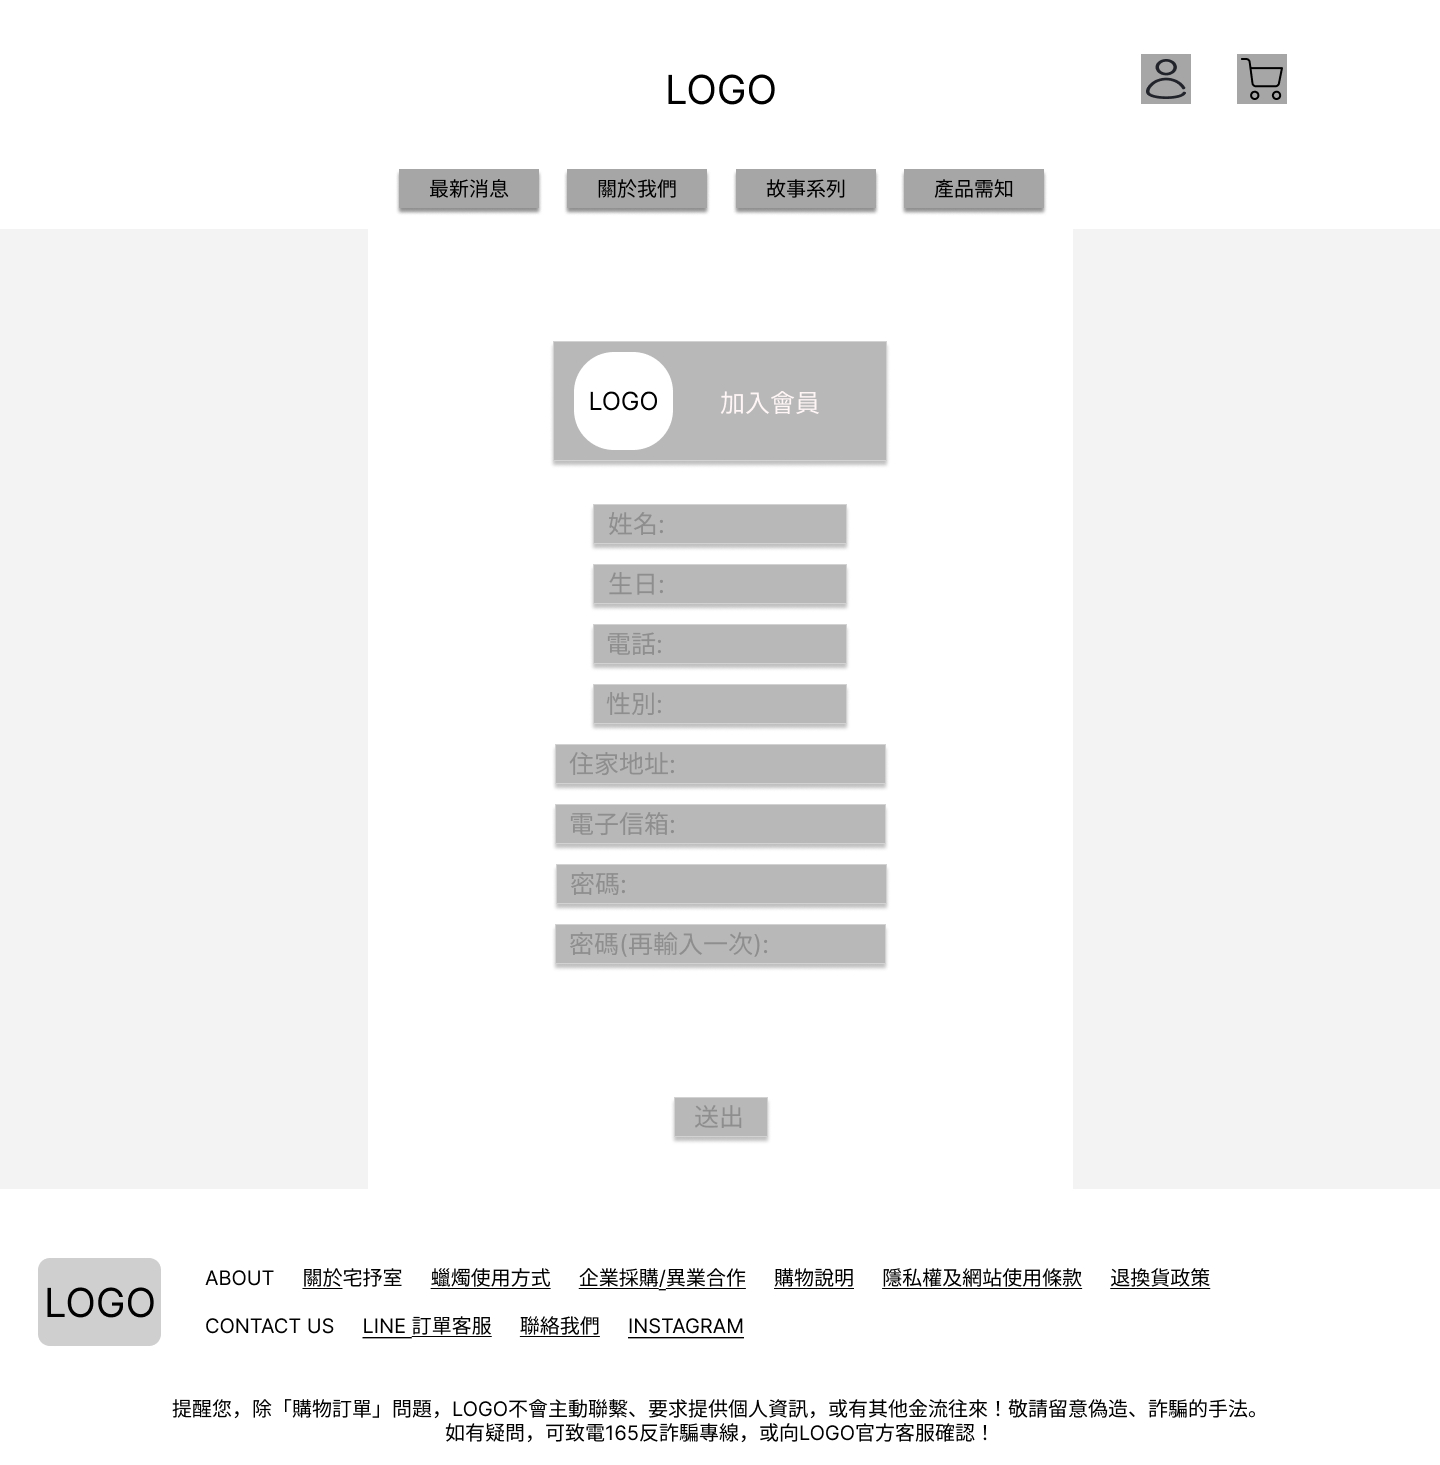 LOGO
最新消息 關於我們 故事系列 產品需知
LOGO 加入會員
姓名:
生日:
電話:
性別:
住家地址:
電子信箱:
密碼:
密碼(再輸入一次):
送出
LOGO
ABOUT 關於宅抒室 蠟燭使用方式 企業採購/異業合作 購物說明 隱私權及網站使用條款 退換貨政策
CONTACT US LINE 訂單客服 聯絡我們 INSTAGRAM
提醒您，除「購物訂單」問題，LOGO不會主動聯繫、要求提供個人資訊，或有其他金流往來！敬請留意偽造、詐騙的手法。
如有疑問，可致電165反詐騙專線，或向LOGO官方客服確認！